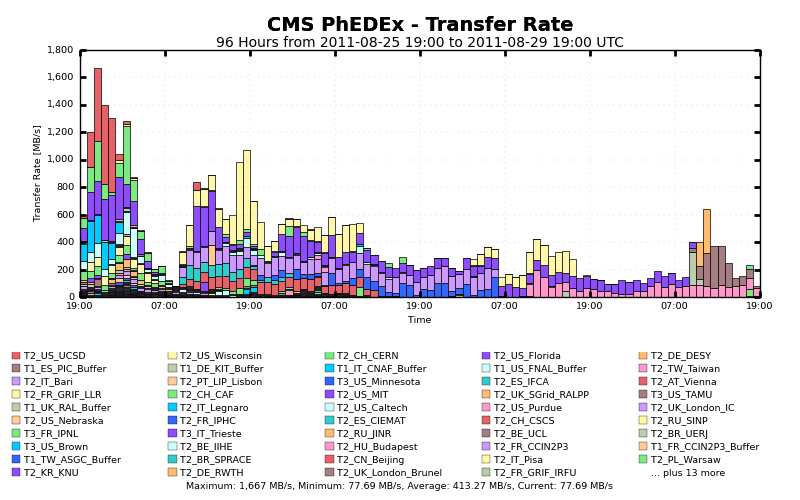 CMS PhEDEx - Transfer Rate
96 Hours from 2011-08-25 19:00 to 2011-08-29 19:00 UTC
1,800
1,600
1,400
1,200
1,000
800
600
400
200
0
Transfer Rate [MB/s]
19:00 07:00 19:00 07:00 19:00 07:00 19:00 07:00 19:00
Time
T2_US_UCSD T2_US_Wisconsin T2_CH_CERN T2_US_Florida T2_DE_DESY
T1_ES_PIC_Buffer T1_DE_KIT_Buffer T1_IT_CNAF_Buffer T1_US_FNAL_Buffer T2_TW_Taiwan
T2_IT_Bari T2_PT_LIP_Lisbon T3_US_Minnesota T2_ES_IFCA T2_AT_Vienna
T2_FR_GRIF_LLR T2_CH_CAF T2_US_MIT T2_UK_SGrid_RALPP T3_US_TAMU
T1_UK_RAL_Buffer T2_IT_Legnaro T2_US_Caltech T2_US_Purdue T2_UK_London_IC
T2_US_Nebraska T2_FR_IPHC T2_ES_CIEMAT T2_CH_CSCS T2_RU_SINP
T3_FR_IPNL T3_IT_Trieste T2_RU_JINR T2_BE_UCL T2_BR_UERJ
T3_US_Brown T2_BE_IIHE T2_HU_Budapest T2_FR_CCIN2P3 T1_FR_CCIN2P3_Buffer
T1_TW_ASGC_Buffer T2_BR_SPRACE T2_CN_Beijing T2_IT_Pisa T2_PL_Warsaw
T2_KR_KNU T2_DE_RWTH T2_UK_London_Brunel T2_FR_GRIF_IRFU ... plus 13 more
Maximum: 1,667 MB/s, Minimum: 77.69 MB/s, Average: 413.27 MB/s, Current: 77.69 MB/s